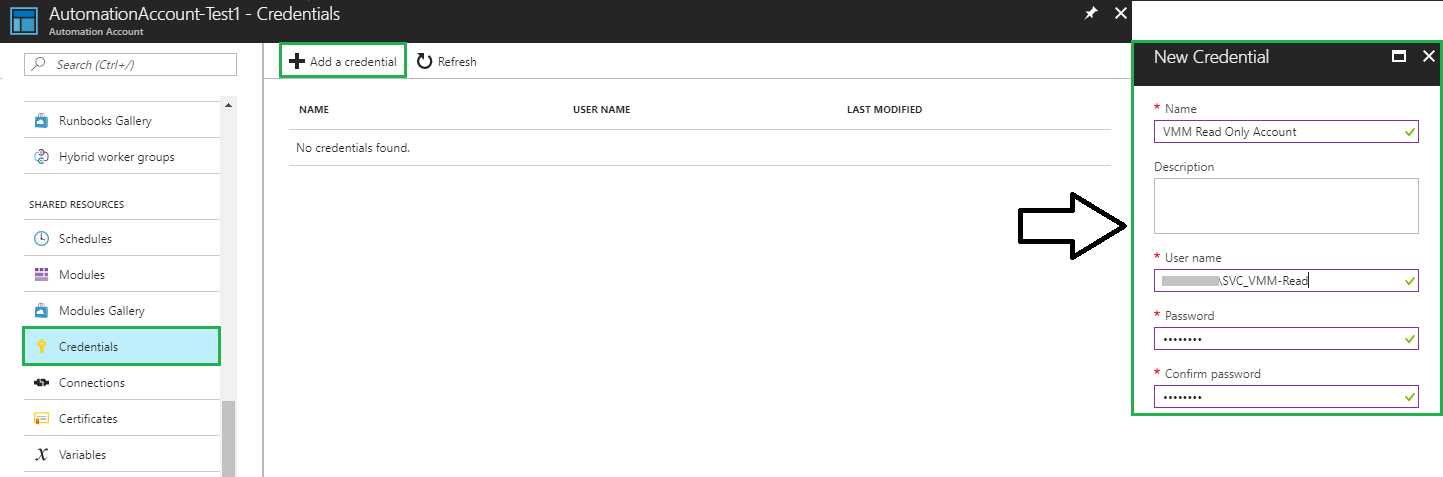 AutomationAccount-Test1 - Credentials
Automation Account
Search (Ctrl+/)
Runbooks Gallery
Hybrid worker groups
SHARED RESOURCES
Schedules
Modules
Modules Gallery
Credentials
Connections
Certificates
Variables
Add a credential
Refresh
NAME USER NAME LAST MODIFIED
No credentials found.
New Credential
* Name
VMM Read Only Account
Description
* User name
\SVC_VMM-Read
* Password
••••••••
* Confirm password
••••••••